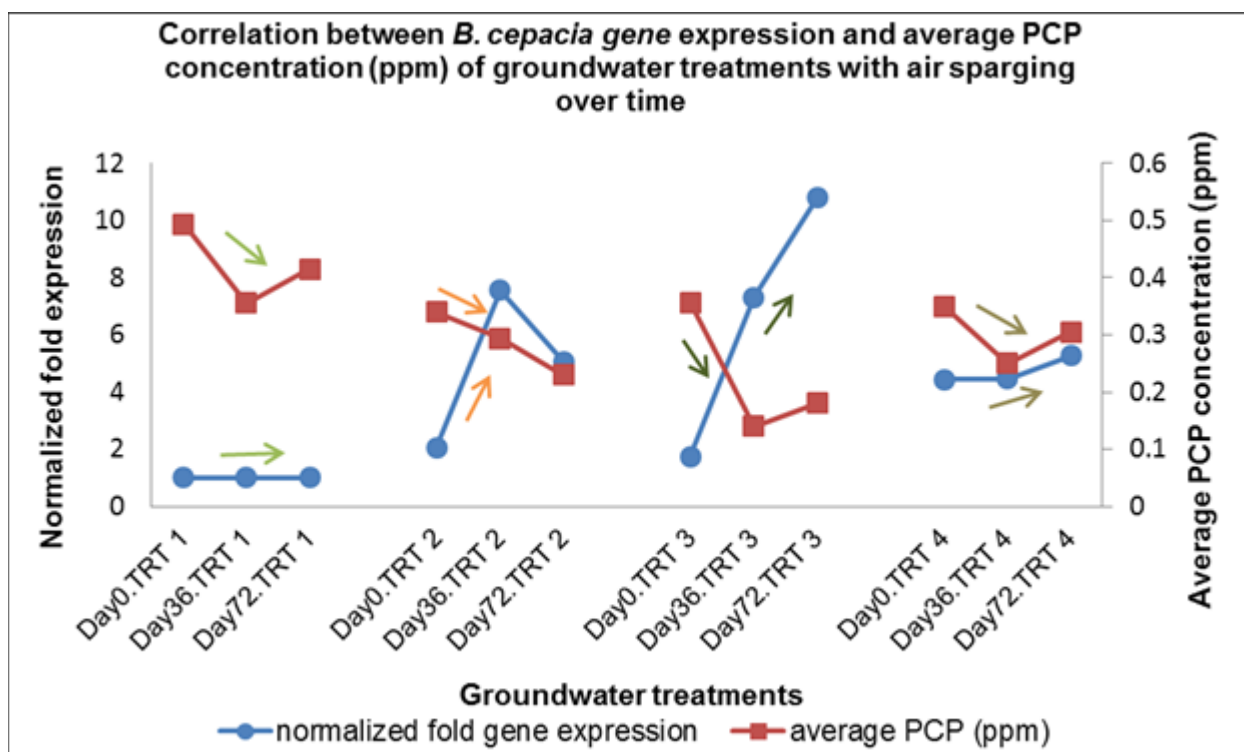 Correlation between B. cepacia gene expression and average PCP
concentration (ppm) of groundwater treatments with air sparging
over time
Normalized fold expression
12
10
8
6
4
2
0
0.6
0.5
0.4
0.3
0.2
0.1
0
Average PCP concentration (ppm)
Day0.TRT 1
Day36.TRT 1
Day72.TRT 1
Day0.TRT 2
Day36.TRT 2
Day72.TRT 2
Day0.TRT 3
Day36.TRT 3
Day72.TRT 3
Day0.TRT 4
Day36.TRT 4
Day72.TRT 4
Groundwater treatments
normalized fold gene expression
average PCP (ppm)